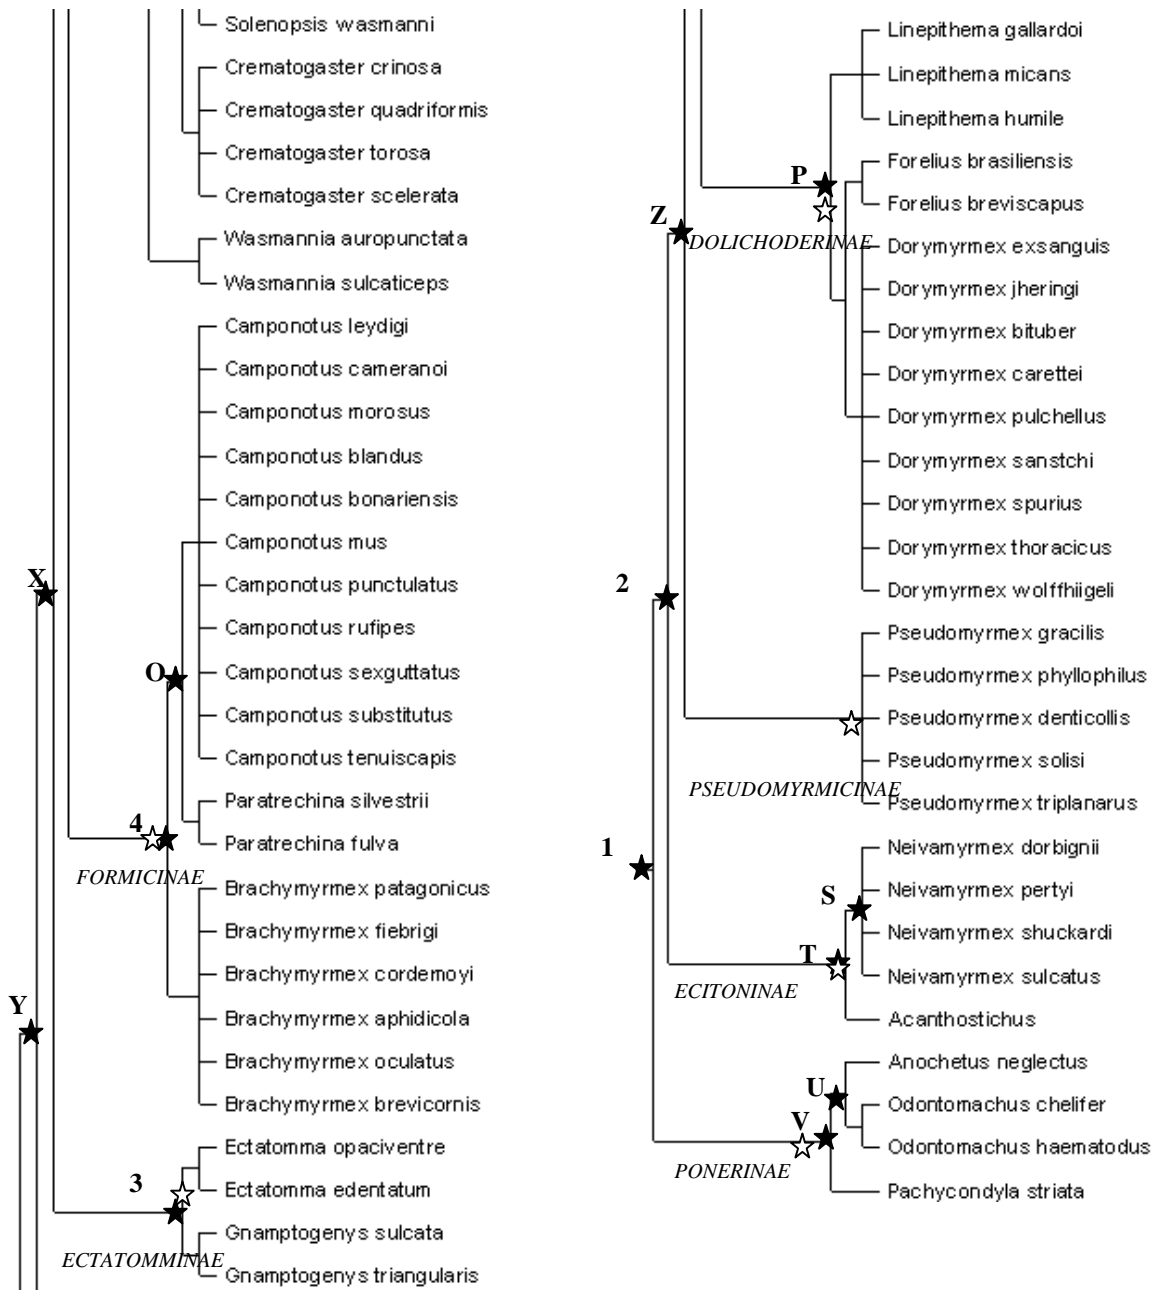 Solenopsis wasmanni
Crematogaster crinosa
Crematogaster quadriformis
Crematogaster torosa
Crematogaster scelerata
Wasmannia auropunctata
Wasmannia sulcaticeps
Camponotus leydigi
Camponotus cameranoi
Camponotus morosus
Camponotus blandus
Camponotus bonariensis
Camponotus mus
X
Camponotus punctulatus
Camponotus rufipes
O
Camponotus sexguttatus
Camponotus substitutus
Camponotus tenuiscapis
Paratrechina silvestrii
4
Paratrechina fulva
FORMICINAE
Brachymyrmex patagonicus
Brachymyrmex fiebrigi
Brachymyrmex cordemoyi
Y
Brachymyrmex aphidicola
Brachymyrmex oculatus
Brachymyrmex brevicornis
Ectatomma opaciventre
3
Ectatomma edentatum
Gnamptogenys sulcata
ECTATOMMINAE
Gnamptogenys triangularis
Linepithema gallardoi
Linepithema micans
Linepithema humile
Forelius brasiliensis
P
Forelius breviscapus
Z
DOLICHODERINAE
Dorymyrmex exsanguis
Dorymyrmex jheringi
Dorymyrmex bituber
Dorymyrmex carettei
Dorymyrmex pulchellus
Dorymyrmex sanstchi
Dorymyrmex spurius
Dorymyrmex thoracicus
2
Dorymyrmex wolffhiigeli
Pseudomyrmex gracilis
Pseudomyrmex phyllophilus
Pseudomyrmex denticollis
Pseudomyrmex solisi
PSEUDOMYRMICINAE
Pseudomyrmex triplanarus
1
Neivamyrmex dorbignii
S
Neivamyrmex pertyi
Neivamyrmex shuckardi
T
Neivamyrmex sulcatus
ECITONINAE
Acanthostichus
Anochetus neglectus
U
Odontomachus chelifer
V
Odontomachus haematodus
PONERINAE
Pachycondyla striata